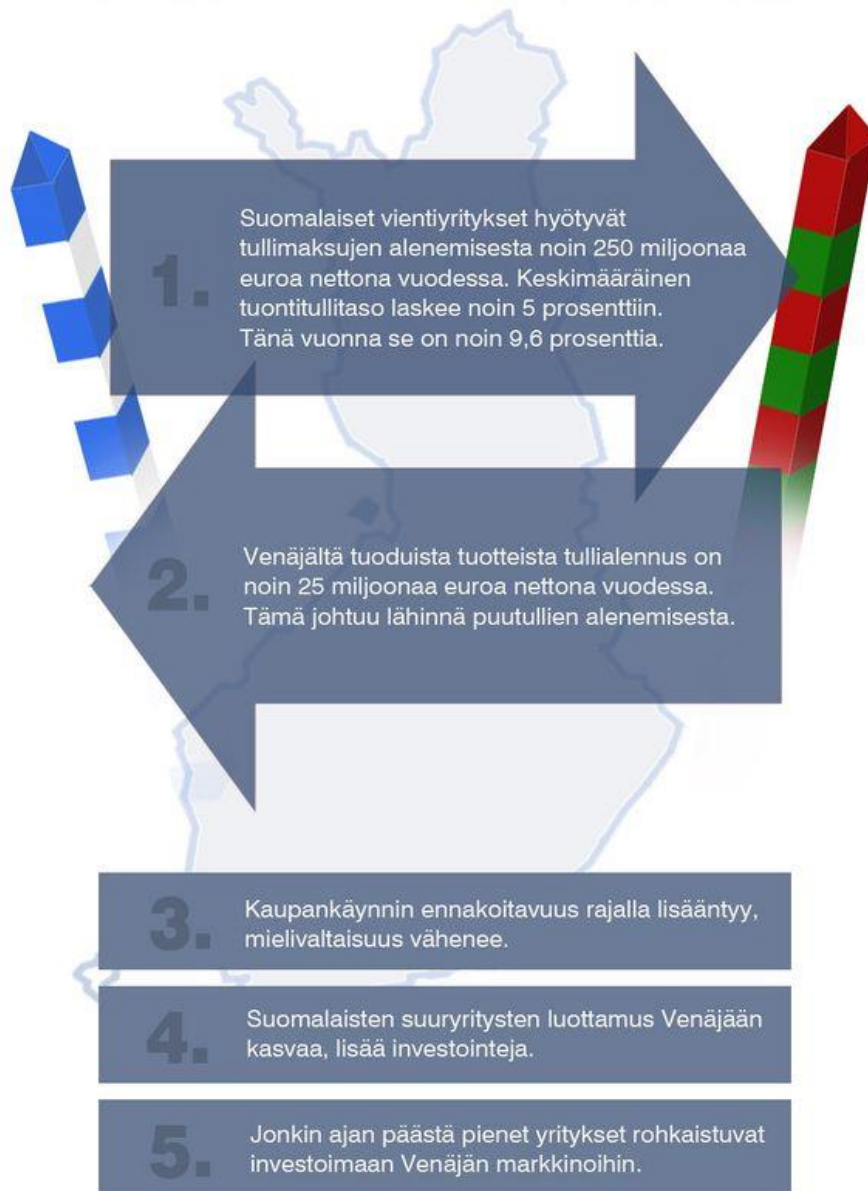 1.
Suomalaiset vientiyritykset hyötyvät
tullimaksujen alenemisesta noin 250 miljoonaa
euroa nettona vuodessa. Keskimääräinen
tuontitullitaso laskee noin 5 prosenttiin.
Tänä vuonna se on noin 9,6 prosenttia.
2.
Venäjältä tuoduista tuotteista tullialennus on
noin 25 miljoonaa euroa nettona vuodessa.
Tämä johtuu lähinnä puutullien alenemisesta.
3.
Kaupankäynnin ennakoitavuus rajalla lisääntyy,
mielivaltaisuus vähenee.
4.
Suomalaisten suuryritysten luottamus Venäjään
kasvaa, lisää investointeja.
5.
Jonkin ajan päästä pienet yritykset rohkaistuvat
investoimaan Venäjän markkinoihin.